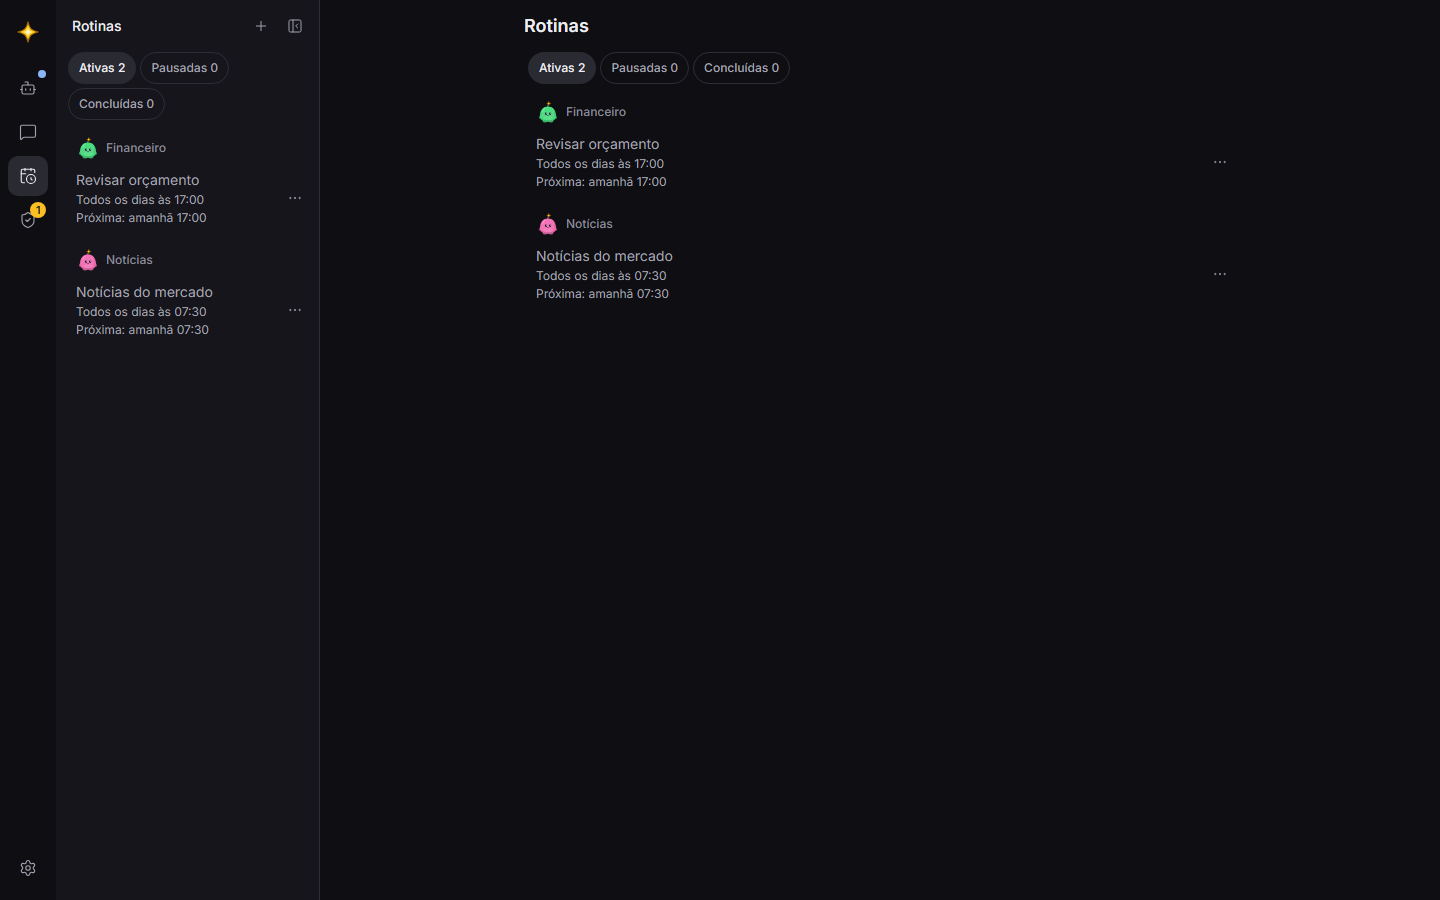 Rotinas
Ativas 2
Pausadas 0
Concluídas 0
Financeiro
Revisar orçamento
Todos os dias às 17:00
Próxima: amanhã 17:00
Notícias
Notícias do mercado
Todos os dias às 07:30
Próxima: amanhã 07:30
1
Rotinas
Ativas 2
Pausadas 0
Concluídas 0
Financeiro
Revisar orçamento
Todos os dias às 17:00
Próxima: amanhã 17:00
Notícias
Notícias do mercado
Todos os dias às 07:30
Próxima: amanhã 07:30